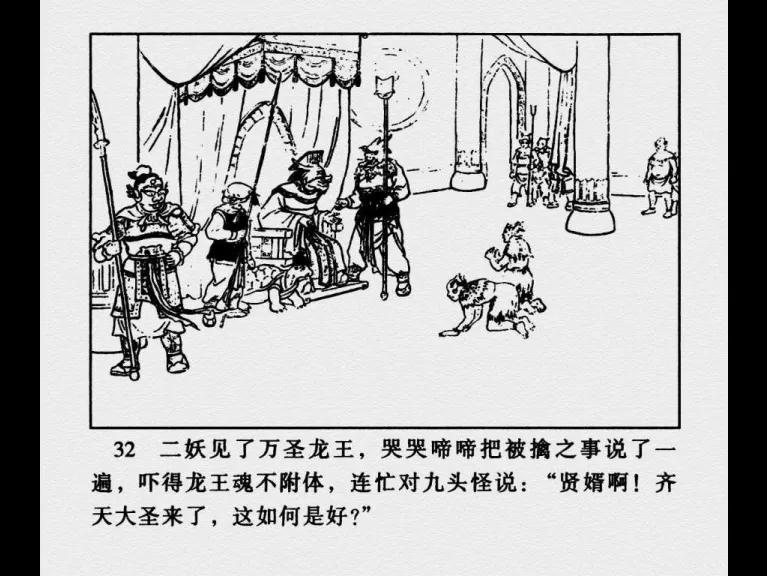 32 二妖见了万圣龙王，哭哭啼啼把被擒之事说了一
遍，吓得龙王魂不附体，连忙对九头怪说：“贤婿啊！齐
天大圣来了，这如何是好？”